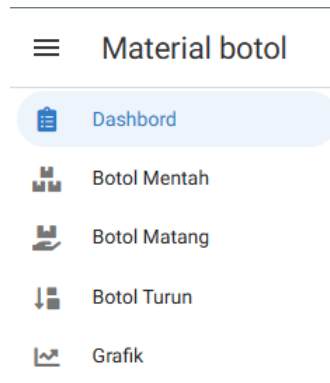 Material botol
Dashbord
Botol Mentah
Botol Matang
Botol Turun
Grafik